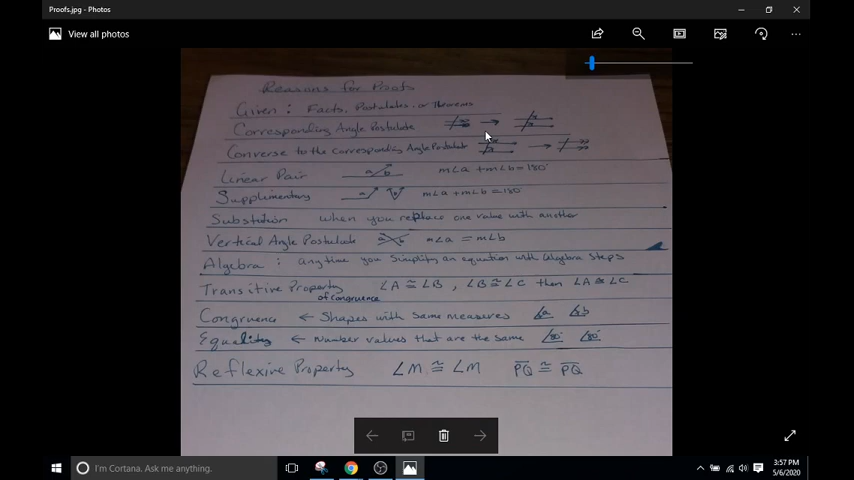 Proofs.jpg - Photos
View all photos
Reasons for Proofs
Given : Facts, Postulates, or Theorems
Corresponding Angle Postulate →
Converse to the Corresponding Angle Postulate →
Linear Pair a b m∠a + m∠b = 180°
Supplementary m∠a + m∠b = 180°
Substution when you replace one value with another
Vertical Angle Postulate a b m∠a = m∠b
Algebra : anytime you simplify an equation with Algebra steps
Transitive Property ∠A ≅ ∠B , ∠B ≅ ∠C then ∠A ≅ ∠C
of congruence
Congruence ← Shapes with same measures a b
Equality ← Number values that are the same 80° 80°
Reflexive Property ∠M ≅ ∠M PQ ≅ PQ
I'm Cortana. Ask me anything.
3:57 PM
5/6/2020